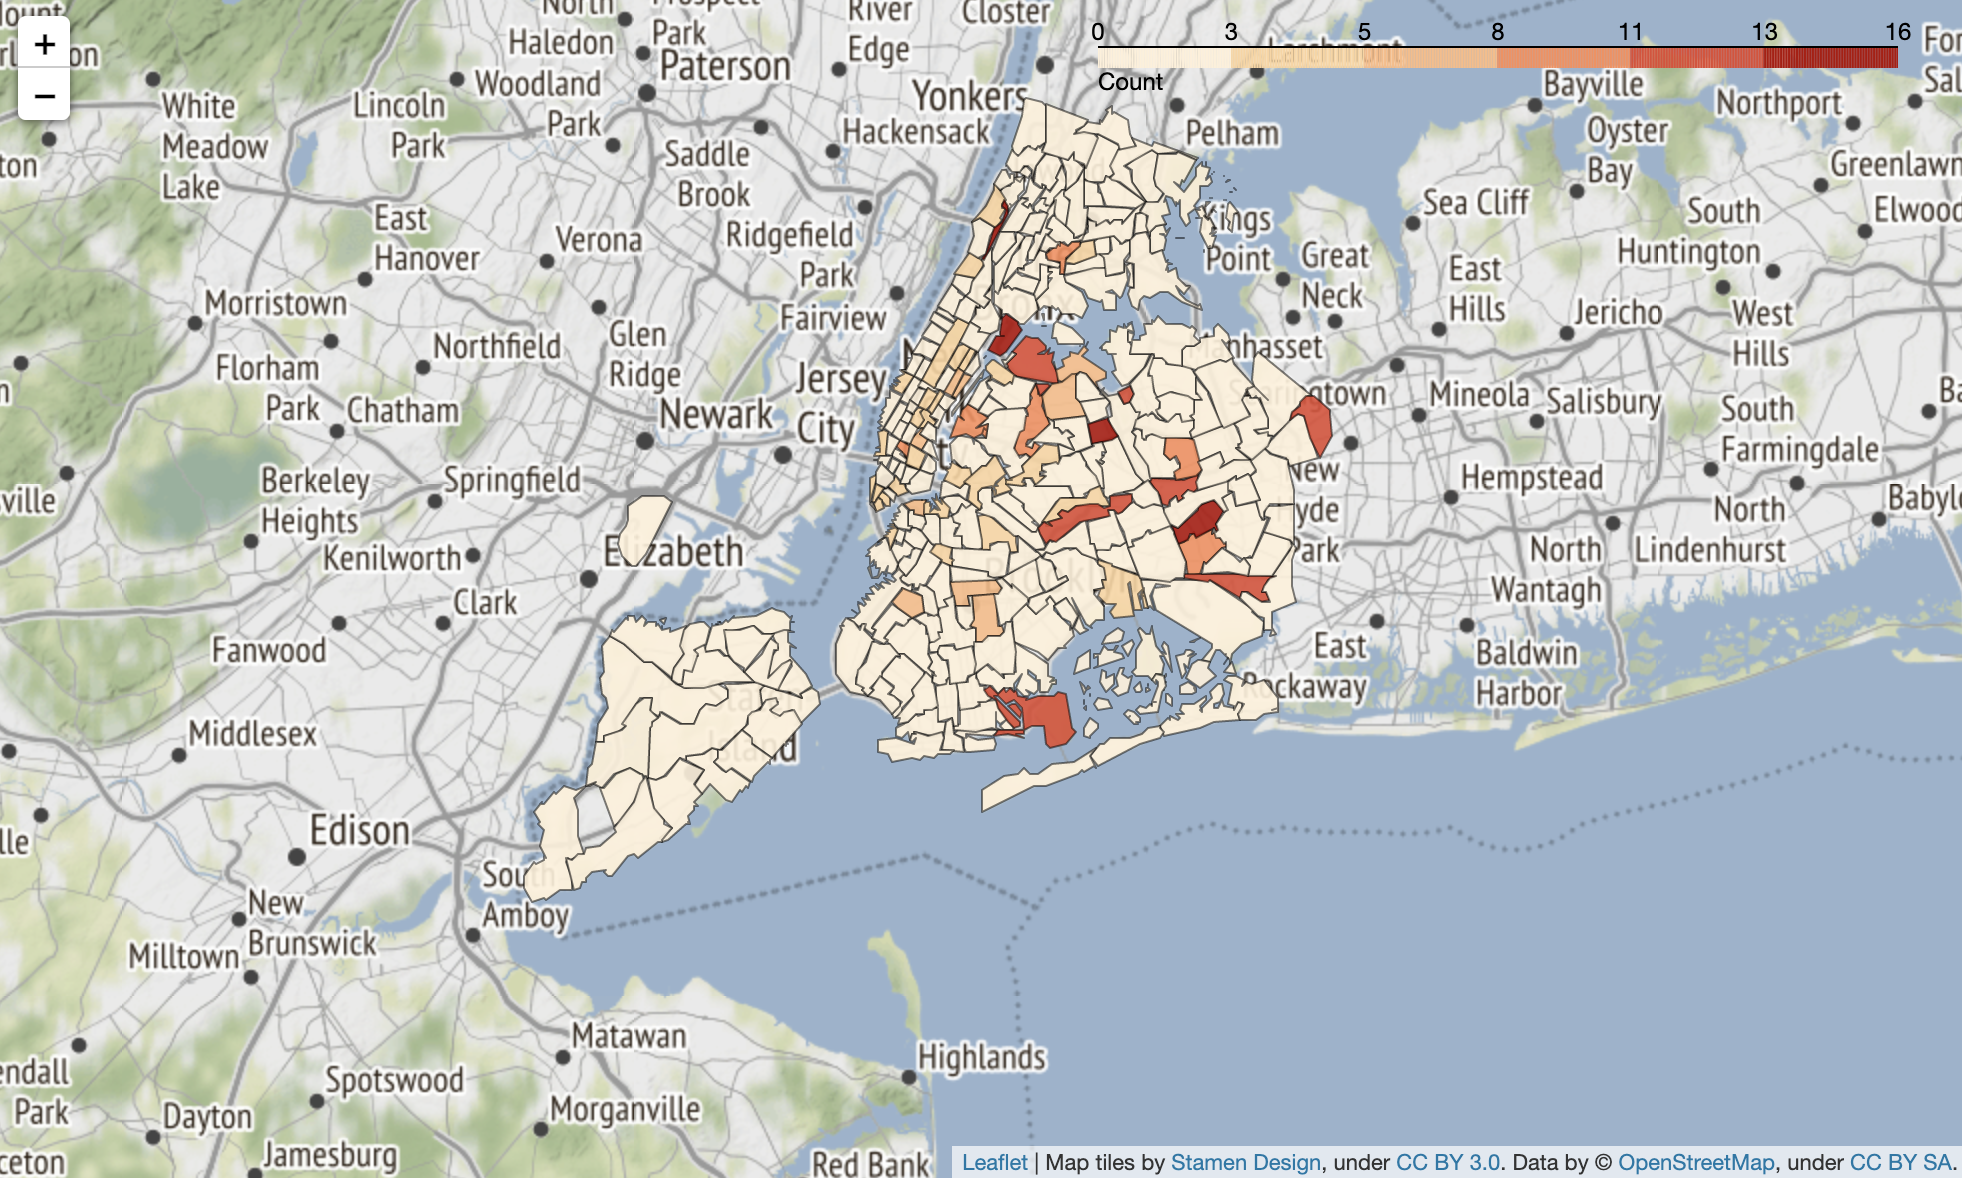 +
−
0 3 5 8 11 13 16
Count
North
Haledon
Park
River
Edge
Closter
Paterson
Woodland
Park
White
Meadow
Lake
Lincoln
Park
Yonkers
Hackensack
Saddle
Brook
Larchmont
Pelham
Bayville
Northport
Oyster
Bay
Greenlawn
Sea Cliff
South
Huntington
Elwood
Kings
Point
Great
Neck
East
Hills
Jericho
West
Hills
East
Hanover
Verona
Ridgefield
Park
Morristown
Fairview
Northfield
Glen
Ridge
Florham
Park
Chatham
Jersey
City
Newark
Manhasset
Mineola
Salisbury
South
Farmingdale
Hempstead
New
Hyde
Park
North
Lindenhurst
North
Wantagh
Berkeley
Heights
Springfield
Kenilworth
Elizabeth
Clark
Fanwood
Bronx
Brooklyn
Staten
Island
East
Rockaway
Baldwin
Harbor
Middlesex
Edison
South
Amboy
New
Brunswick
Milltown
Matawan
Highlands
Spotswood
Park
Dayton
Morganville
Jamesburg
Red Bank
Leaflet | Map tiles by Stamen Design, under CC BY 3.0. Data by © OpenStreetMap, under CC BY SA.